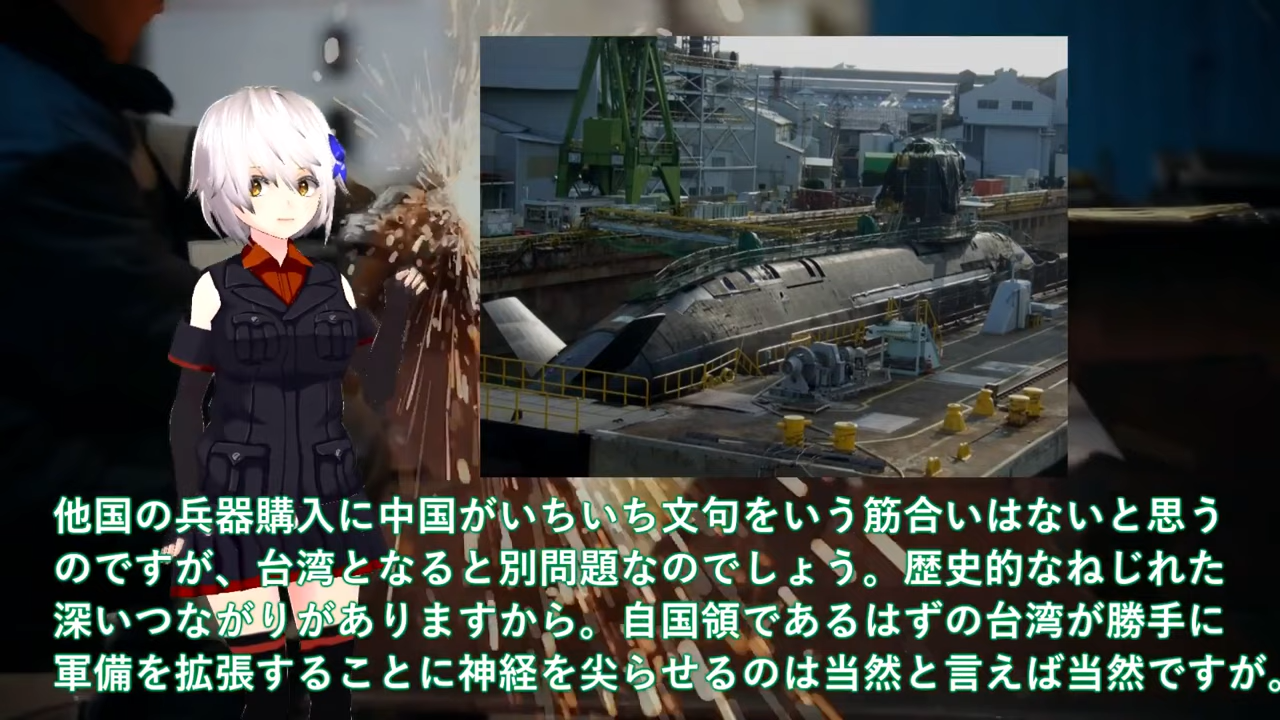 他国の兵器購入に中国がいちいち文句をいう筋合いはないと思う
のですが、台湾となると別問題なのでしょう。歴史的なねじれた
深いつながりがありますから。自国領であるはずの台湾が勝手に
軍備を拡張することに神経を尖らせるのは当然と言えば当然ですが。